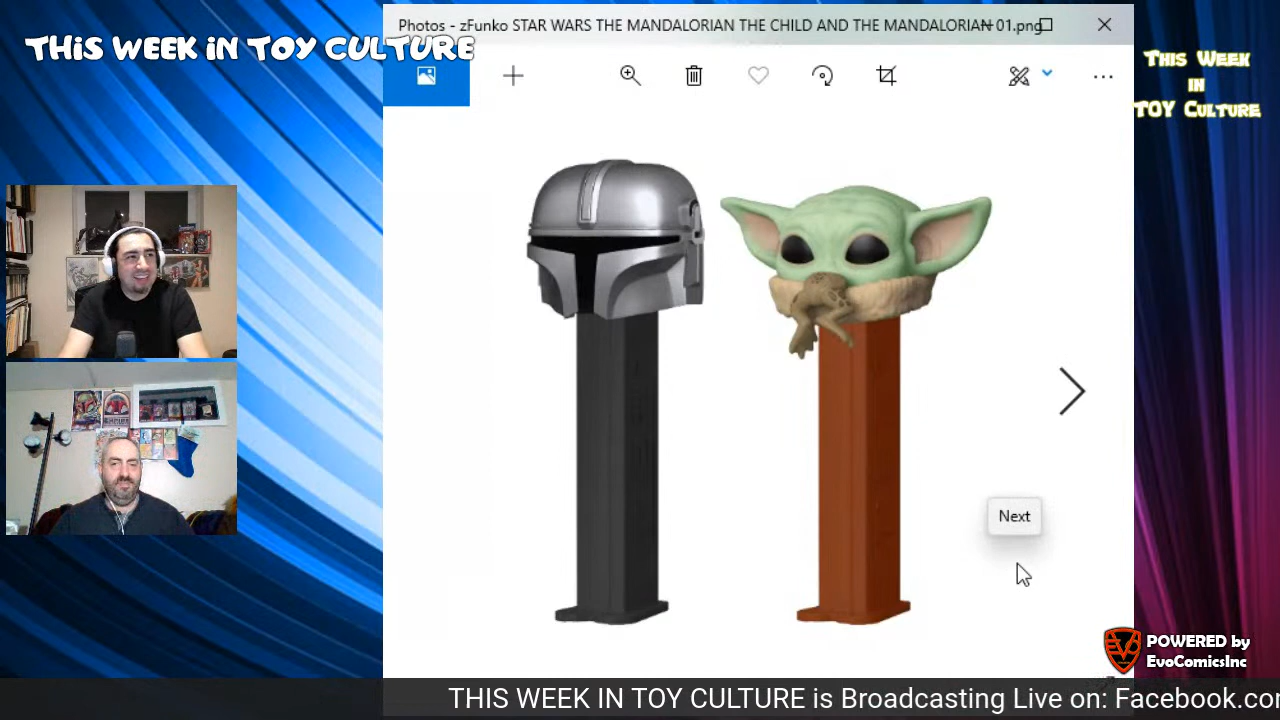 Photos - zFunko STAR WARS THE MANDALORIAN THE CHILD AND THE MANDALORIAN 01.png
THiS WEEK iN TOY CULTURE
This Week
in
TOY Culture
Next
POWERED by
EvoComicsInc
THIS WEEK IN TOY CULTURE is Broadcasting Live on: Facebook.com